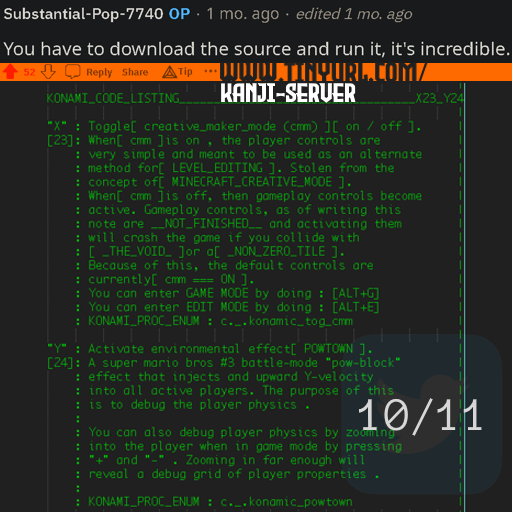 Substantial-Pop-7740 OP · 1 mo. ago · edited 1 mo. ago
You have to download the source and run it, it's incredible.
52 Reply Share Tip ··· WWW.TINYURL.COM/
KANJI-SERVER
KONAMI_CODE_LISTING________________________________X23_Y24
"X" : Toggle[ creative_maker_mode (cmm) ][ on / off ].
[23]: When[ cmm ]is on , the player controls are
: very simple and meant to be used as an alternate
: method for[ LEVEL_EDITING ]. Stolen from the
: concept of[ MINECRAFT_CREATIVE_MODE ].
: When[ cmm ]is off, then gameplay controls become
: active. Gameplay controls, as of writing this
: note are __NOT_FINISHED__ and activating them
: will crash the game if you collide with
: [ _THE_VOID_ ]or a[ _NON_ZERO_TILE ].
: Because of this, the default controls are
: currently[ cmm === ON ].
: You can enter GAME MODE by doing : [ALT+G]
: You can enter EDIT MODE by doing : [ALT+E]
: KONAMI_PROC_ENUM : c._.konamic_tog_cmm
"Y" : Activate environmental effect[ POWTOWN ].
[24]: A super mario bros #3 battle-mode "pow-block"
: effect that injects and upward Y-velocity
: into all active players. The purpose of this
: is to debug the player physics .
:
: You can also debug player physics by zooming
: into the player when in game mode by pressing
: "+" and "-" . Zooming in far enough will
: reveal a debug grid of player properties .
:
: KONAMI_PROC_ENUM : c._.konamic_powtown
10/11